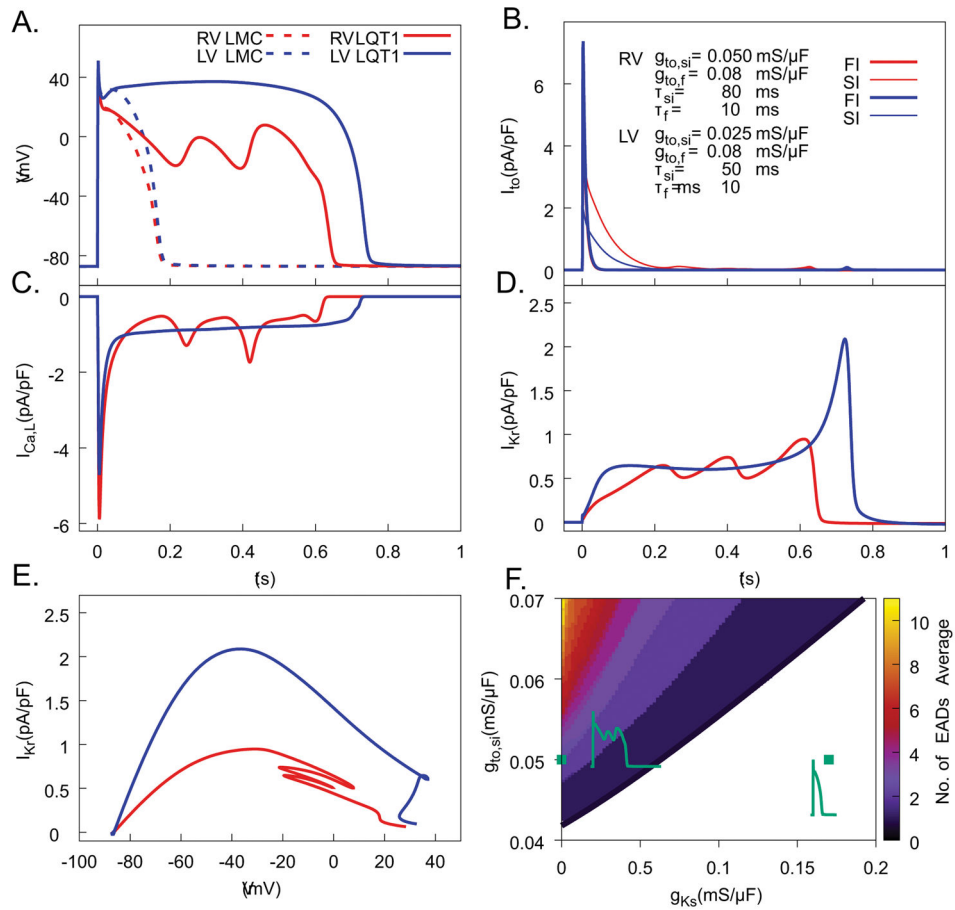 A.
RV LMC RV LQT1
LV LMC LV LQT1
40
0
-40
-80
V(mV)
B.
RV g_to,si = 0.050 mS/μF
g_to,f = 0.08 mS/μF
τ_si = 80 ms
τ_f = 10 ms
LV g_to,si = 0.025 mS/μF
g_to,f = 0.08 mS/μF
τ_si = 50 ms
τ_f =ms 10
FI
SI
FI
SI
6
4
2
0
I_to(pA/pF)
C.
0
-2
-4
-6
I_Ca,L(pA/pF)
0 0.2 0.4 0.6 0.8 1
t(s)
D.
2.5
2
1.5
1
0.5
0
I_Kr(pA/pF)
0 0.2 0.4 0.6 0.8 1
t(s)
E.
2.5
2
1.5
1
0.5
0
I_Kr(pA/pF)
-100 -80 -60 -40 -20 0 20 40
V(mV)
F.
0.07
0.06
0.05
0.04
g_to,si(mS/μF)
0 0.05 0.1 0.15 0.2
g_Ks(mS/μF)
10
8
6
4
2
0
No. of EADs Average